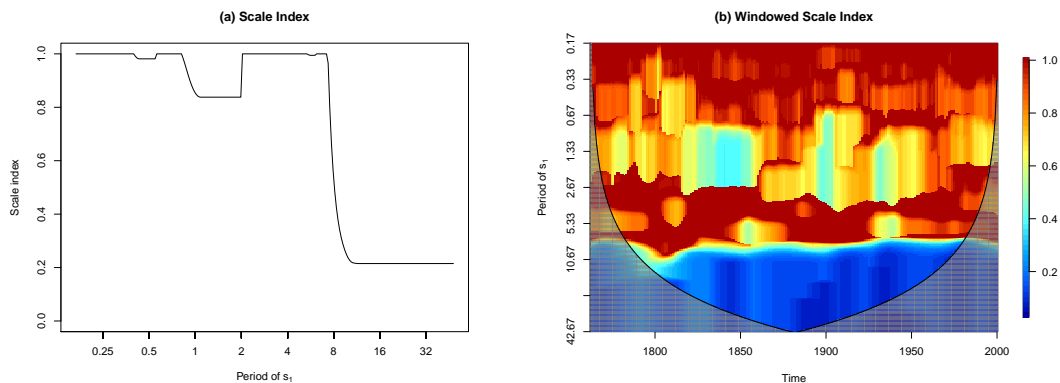 (a) Scale Index
Scale index
1.0
0.8
0.6
0.4
0.2
0.0
0.25 0.5 1 2 4 8 16 32
Period of s1
(b) Windowed Scale Index
Period of s1
0.17
0.33
0.67
1.33
2.67
5.33
10.67
42.67
1800 1850 1900 1950 2000
Time
1.0
0.8
0.6
0.4
0.2